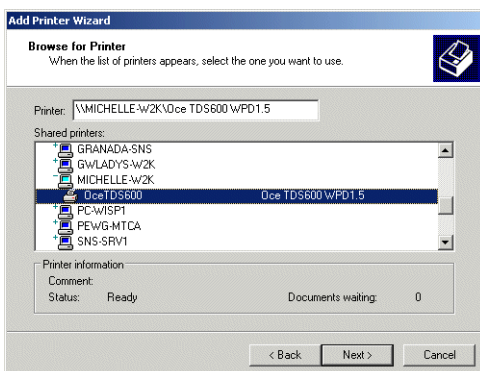 Add Printer Wizard
Browse for Printer
When the list of printers appears, select the one you want to use.
Printer: \\MICHELLE-W2K\Oce TDS600 WPD1.5
Shared printers:
GRANADA-SNS
GWLADYS-W2K
MICHELLE-W2K
OceTDS600 Oce TDS600 WPD1.5
PC-WISP1
PEWG-MTCA
SNS-SRV1
Printer information
Comment:
Status: Ready Documents waiting: 0
< Back Next > Cancel